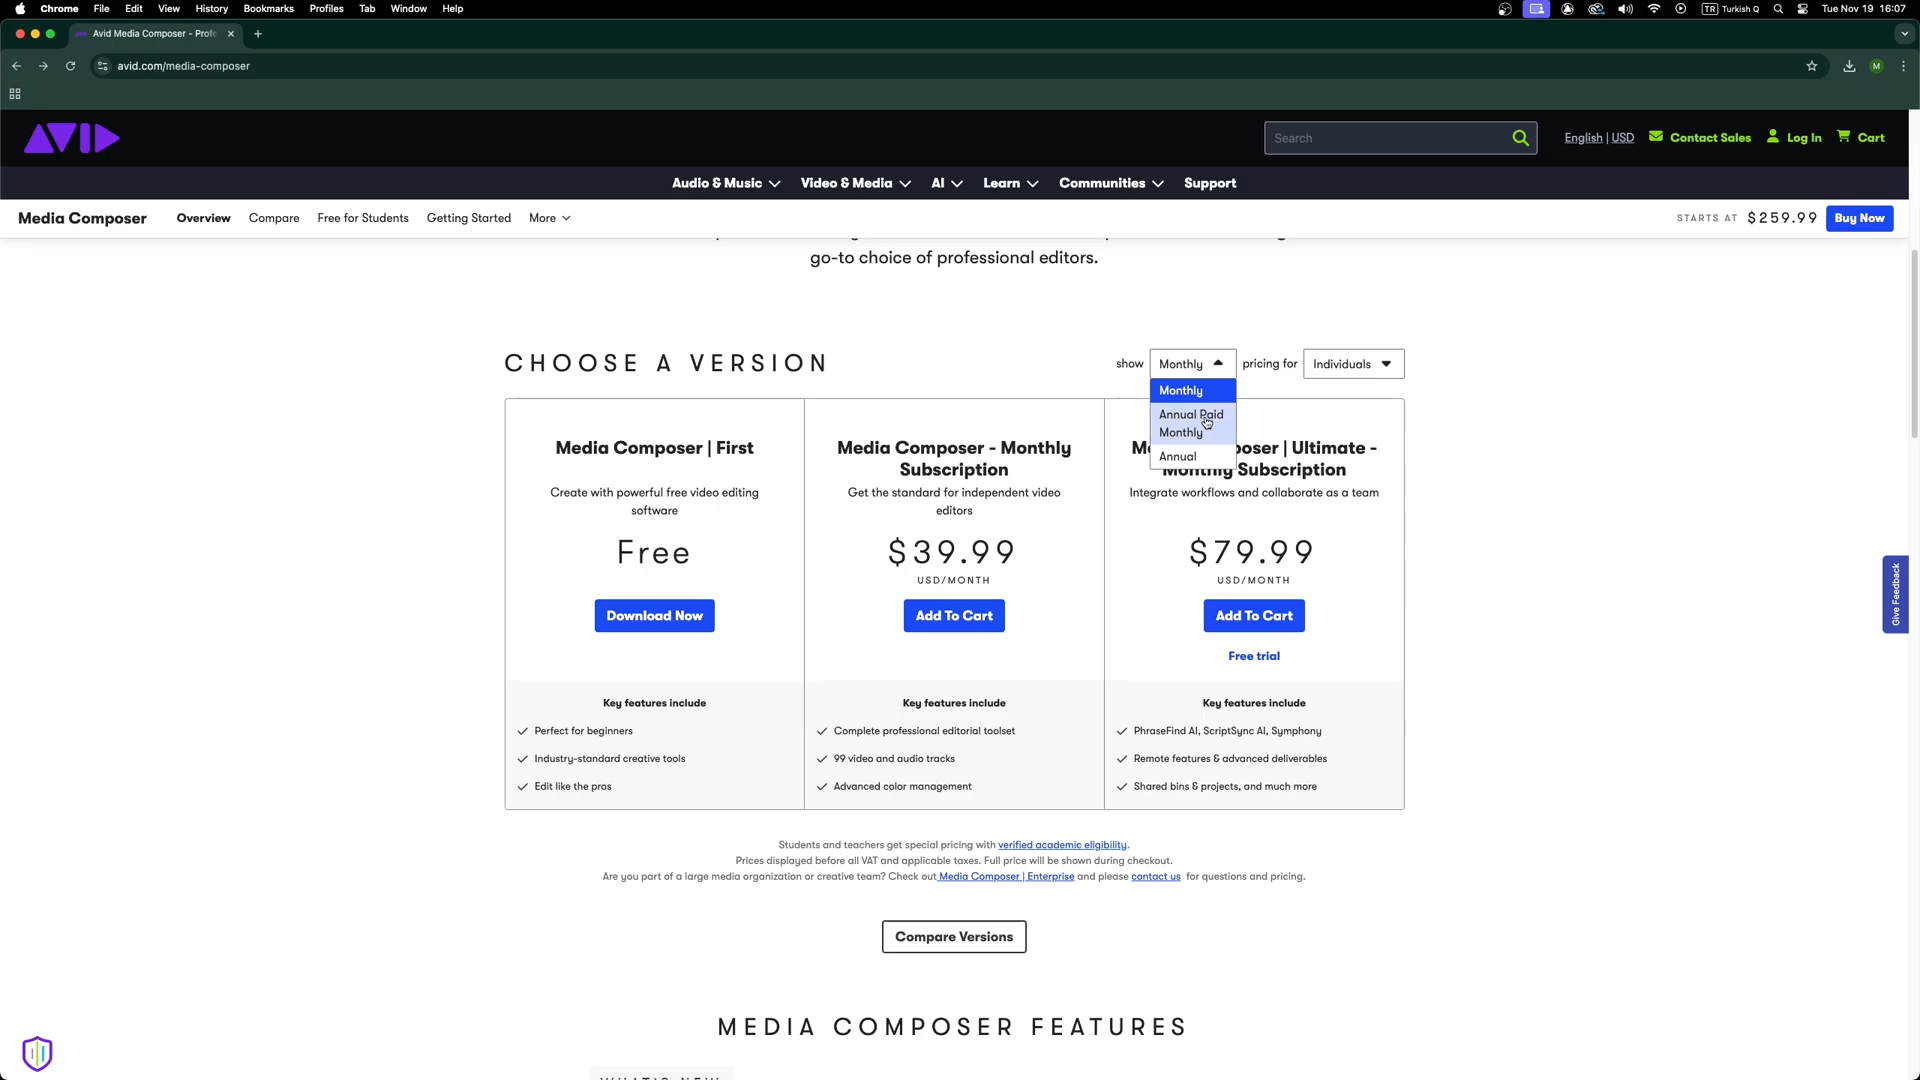 Chrome File Edit View History Bookmarks Profiles Tab Window Help
TR Turkish Q Tue Nov 19 16:07
Avid Media Composer - Profe
avid.com/media-composer
M
AVID
Search
English | USD Contact Sales Log In Cart
Audio & Music Video & Media AI Learn Communities Support
Media Composer Overview Compare Free for Students Getting Started More
STARTS AT $259.99 Buy Now
go-to choice of professional editors.
CHOOSE A VERSION
show Monthly pricing for Individuals
Monthly
Annual Paid
Monthly
Annual
Media Composer | First
Create with powerful free video editing
software
Free
Download Now
Key features include
Perfect for beginners
Industry-standard creative tools
Edit like the pros
Media Composer - Monthly
Subscription
Get the standard for independent video
editors
$39.99
USD/MONTH
Add To Cart
Key features include
Complete professional editorial toolset
99 video and audio tracks
Advanced color management
| Ultimate -
Monthly Subscription
Integrate workflows and collaborate as a team
$79.99
USD/MONTH
Add To Cart
Free trial
Key features include
PhraseFind AI, ScriptSync AI, Symphony
Remote features & advanced deliverables
Shared bins & projects, and much more
Give Feedback
Students and teachers get special pricing with verified academic eligibility.
Prices displayed before all VAT and applicable taxes. Full price will be shown during checkout.
Are you part of a large media organization or creative team? Check out Media Composer | Enterprise and please contact us for questions and pricing.
Compare Versions
MEDIA COMPOSER FEATURES